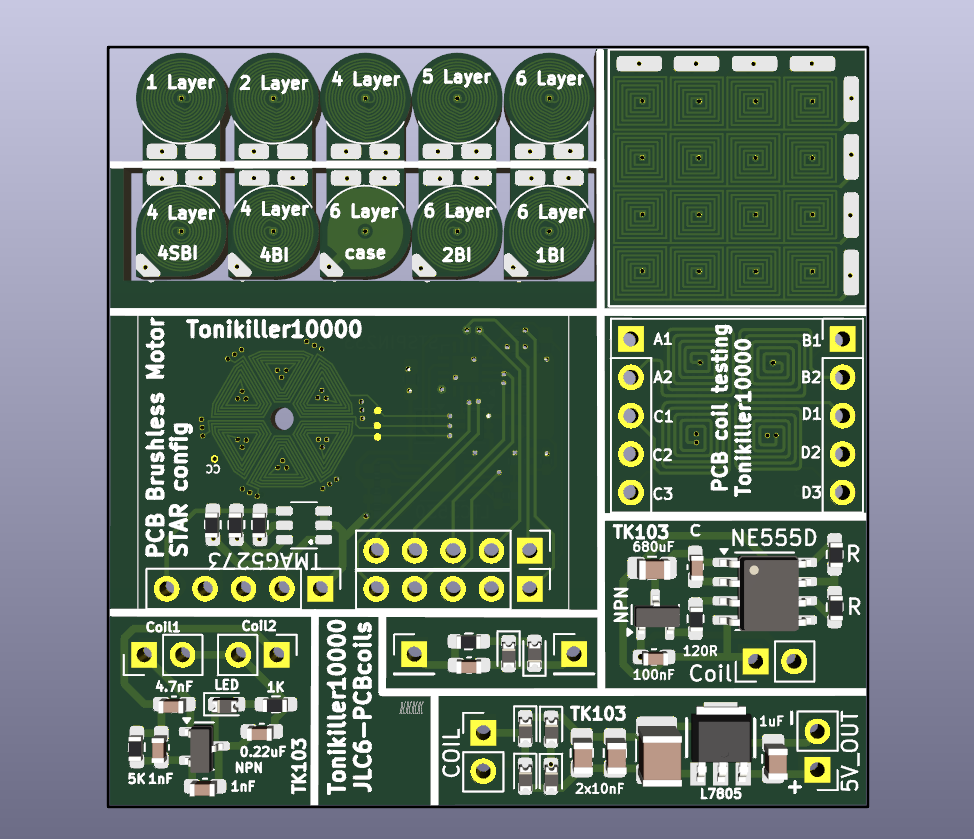 1 Layer
2 Layer
4 Layer
5 Layer
6 Layer
4 Layer
4SBI
4 Layer
4BI
6 Layer
case
6 Layer
2BI
6 Layer
1BI
Tonikiller10000
PCB Brushless Motor
STAR config
CC
TMAG5273
A1
A2
C1
C2
C3
PCB coil testing
Tonikiller10000
B1
B2
D1
D2
D3
TK103
680uF
C
NE555D
R
R
NPN
120R
100nF
Coil
Coil1
Coil2
4.7nF
LED
1K
0.22uF
NPN
5K
1nF
1nF
TK103
Tonikiller10000
JLC6-PCBcoils
COIL
TK103
2x10nF
L7805
1uF
5V_OUT
+